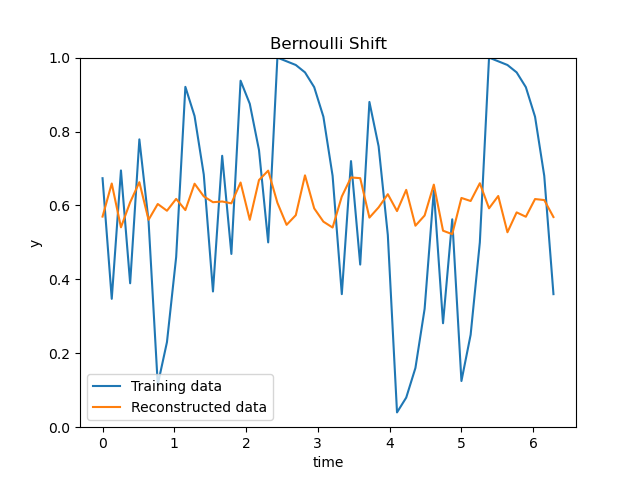 Bernoulli Shift
1.0
0.8
0.6
0.4
0.2
0.0
y
Training data
Reconstructed data
0 1 2 3 4 5 6
time